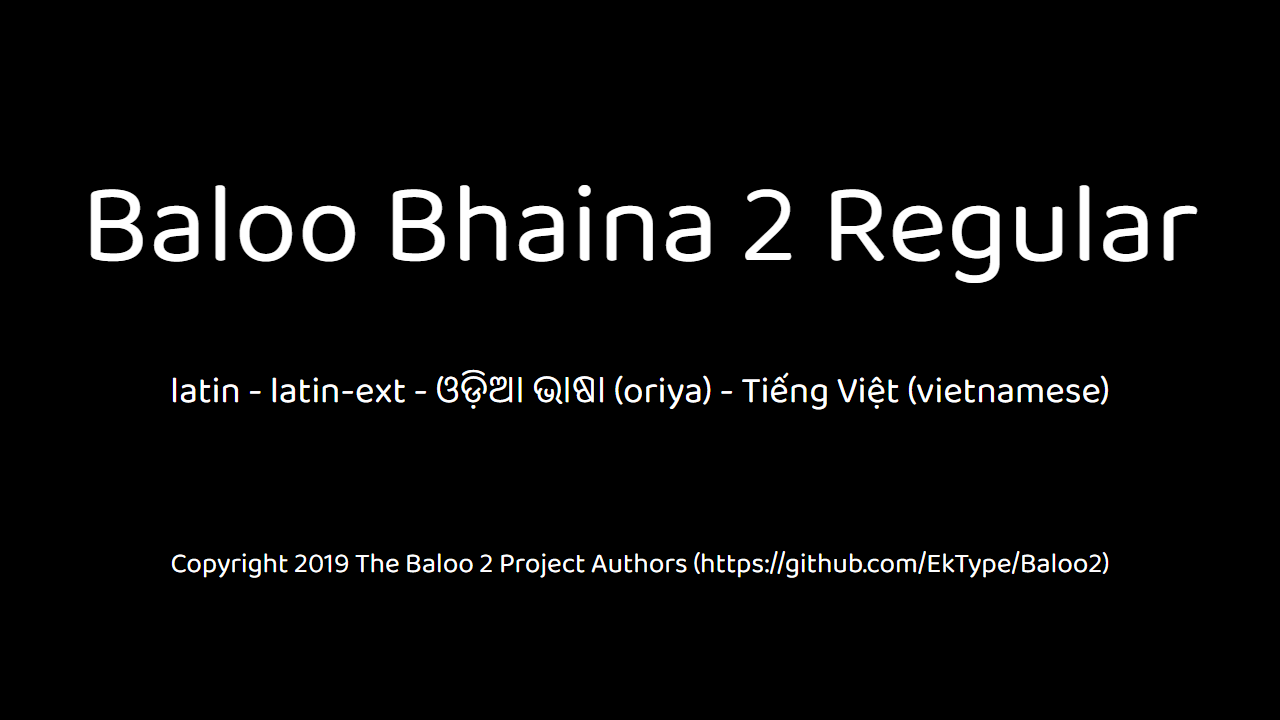 Baloo Bhaina 2 Regular
latin - latin-ext - ଓଡ଼ିଆ ଭାଷା (oriya) - Tiếng Việt (vietnamese)
Copyright 2019 The Baloo 2 Project Authors (https://github.com/EkType/Baloo2)